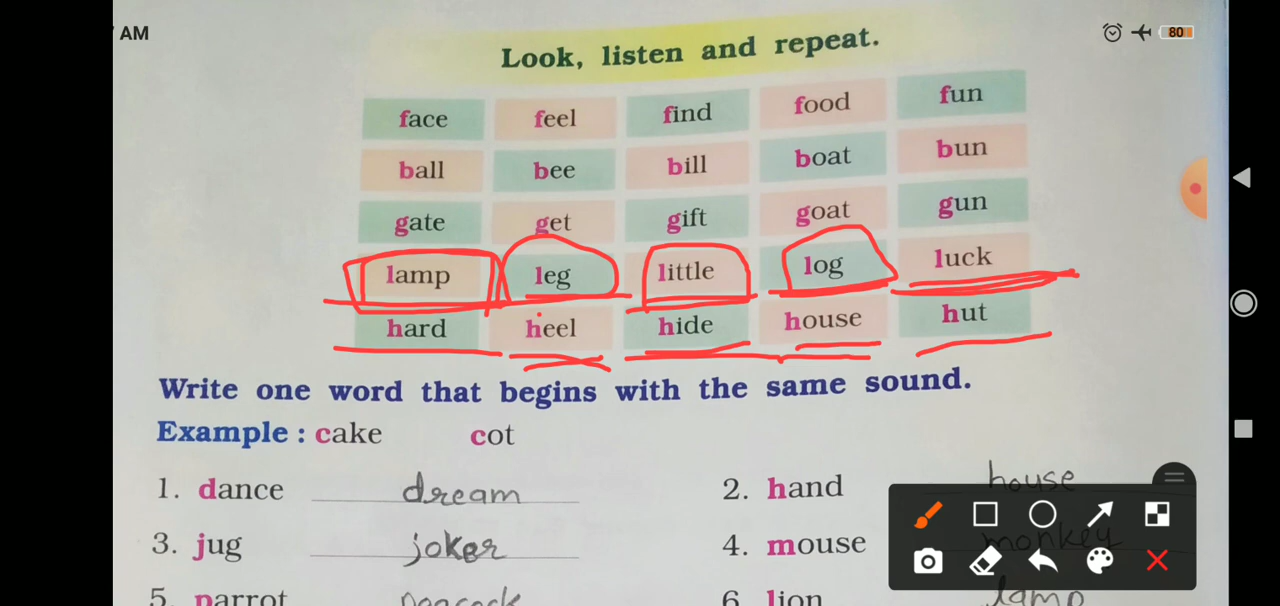 AM
80
Look, listen and repeat.
face feel find food fun
ball bee bill boat bun
gate get gift goat gun
lamp leg little log luck
hard heel hide house hut
Write one word that begins with the same sound.
Example : cake cot
1. dance dream 2. hand house
3. jug joker 4. mouse monkey
5. parrot peacock 6. lion lamp